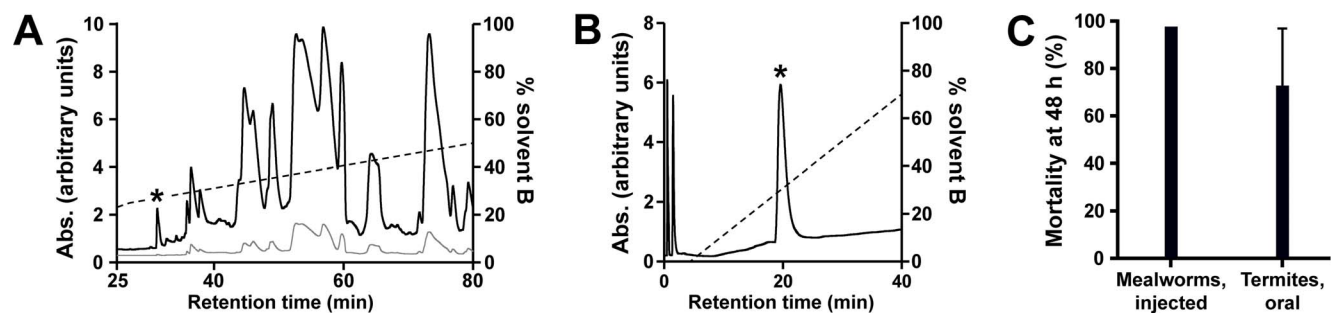 A
Abs. (arbitrary units)
10
8
6
4
2
0
*
100
80
60
40
20
0
% solvent B
25
40
60
80
Retention time (min)
B
Abs. (arbitrary units)
8
6
4
2
0
*
100
80
60
40
20
0
% solvent B
0
20
40
Retention time (min)
C
Mortality at 48 h (%)
100
80
60
40
20
0
Mealworms,
injected
Termites,
oral